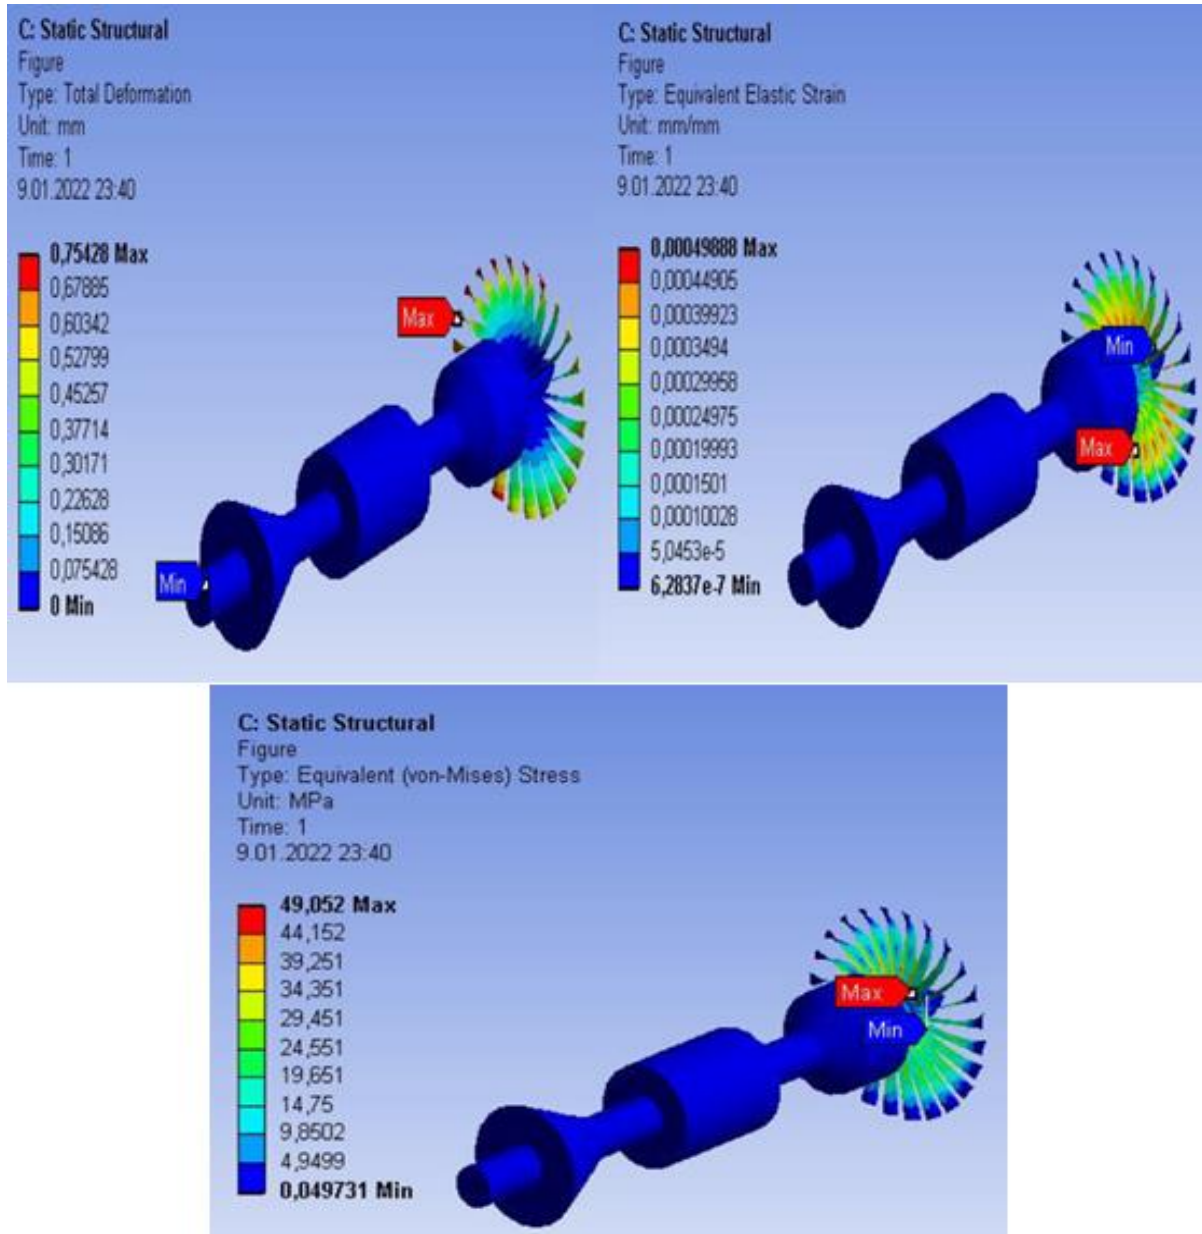 C: Static Structural
Figure
Type: Total Deformation
Unit: mm
Time: 1
9.01.2022 23:40
0,75428 Max
0,67885
0,60342
0,52799
0,45257
0,37714
0,30171
0,22628
0,15086
0,075428
0 Min
Max
Min
C: Static Structural
Figure
Type: Equivalent Elastic Strain
Unit: mm/mm
Time: 1
9.01.2022 23:40
0,00049888 Max
0,00044905
0,00039923
0,0003494
0,00029958
0,00024975
0,00019993
0,0001501
0,00010028
5,0453e-5
6,2837e-7 Min
Min
Max
C: Static Structural
Figure
Type: Equivalent (von-Mises) Stress
Unit: MPa
Time: 1
9.01.2022 23:40
49,052 Max
44,152
39,251
34,351
29,451
24,551
19,651
14,75
9,8502
4,9499
0,049731 Min
Max
Min